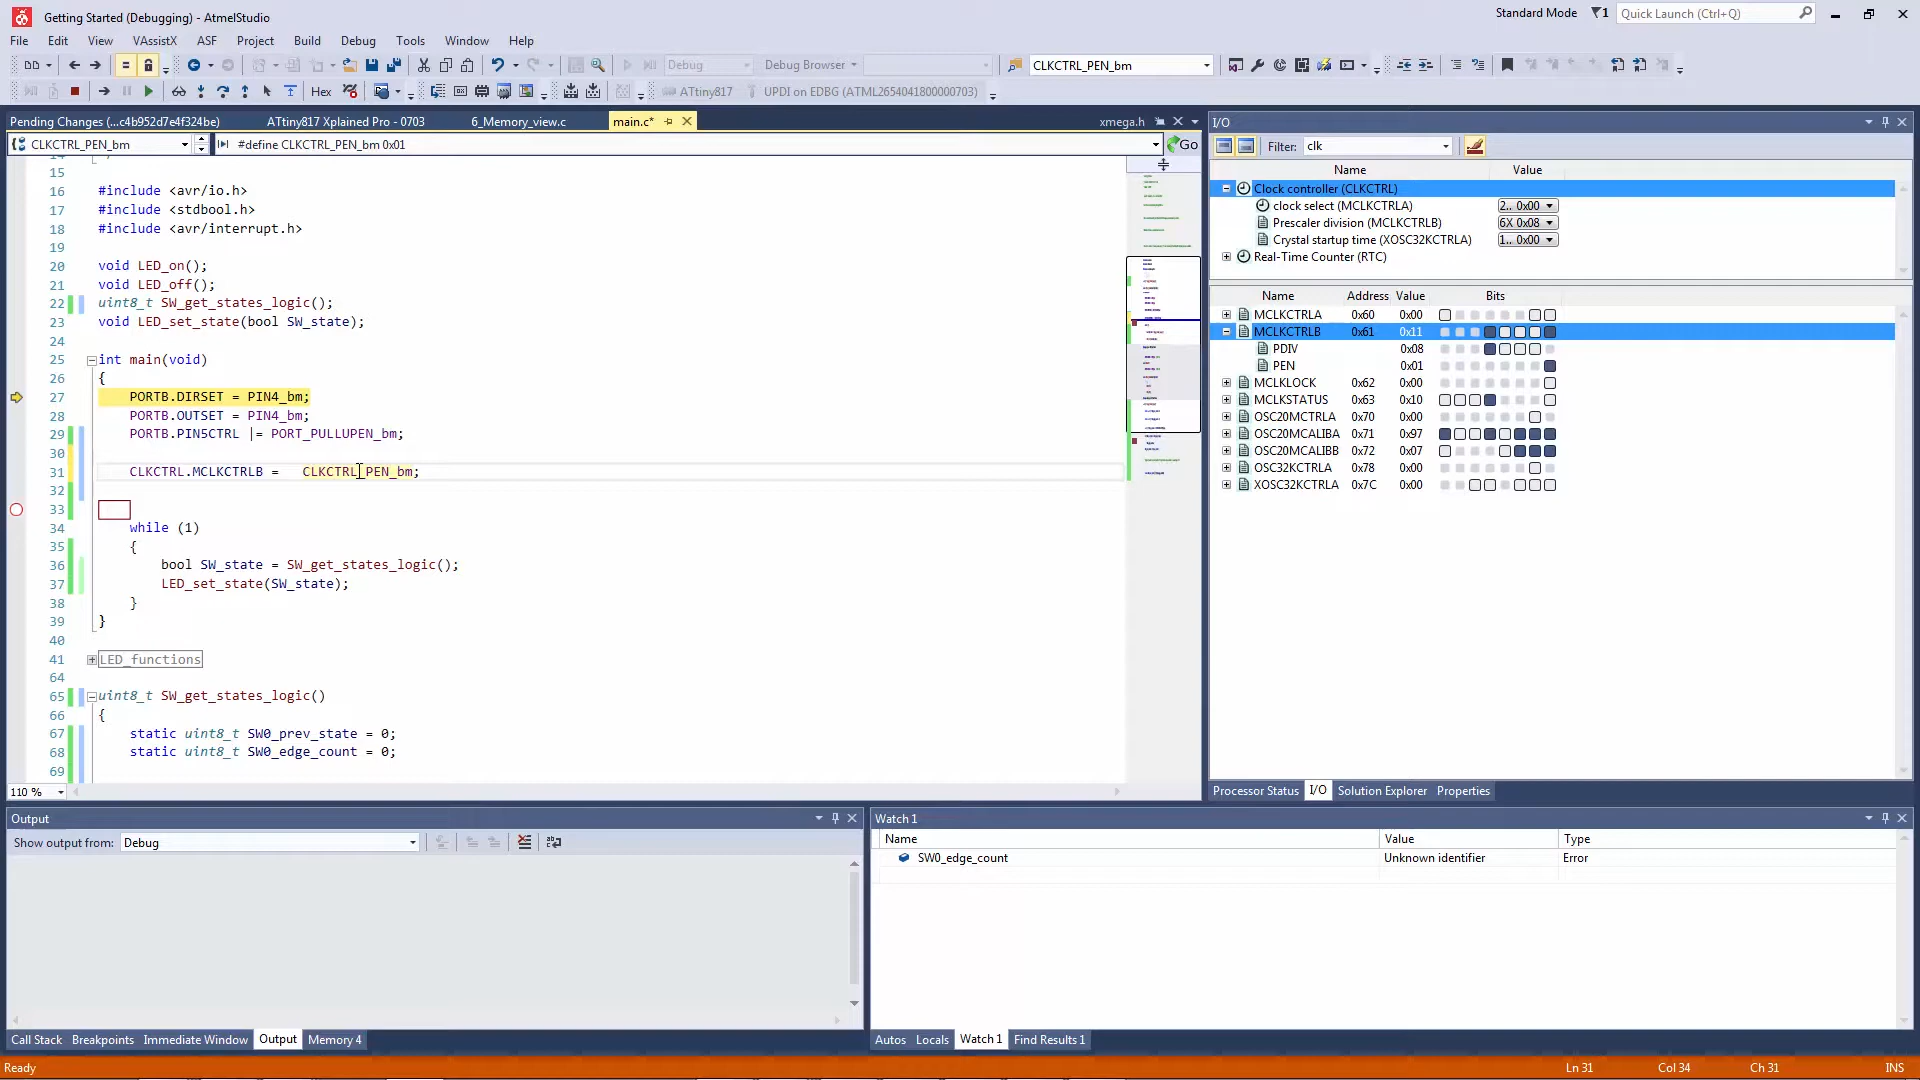 Getting Started (Debugging) - AtmelStudio
Standard Mode
1
Quick Launch (Ctrl+Q)
File Edit View VAssistX ASF Project Build Debug Tools Window Help
Debug
Debug Browser
CLKCTRL_PEN_bm
Hex
ATtiny817
UPDI on EDBG (ATML2654041800000703)
Pending Changes (...c4b952d7e4f324be)
ATtiny817 Xplained Pro - 0703
6_Memory_view.c
main.c*
xmega.h
CLKCTRL_PEN_bm
#define CLKCTRL_PEN_bm 0x01
Go
15
16 #include <avr/io.h>
17 #include <stdbool.h>
18 #include <avr/interrupt.h>
19
20 void LED_on();
21 void LED_off();
22 uint8_t SW_get_states_logic();
23 void LED_set_state(bool SW_state);
24
25 int main(void)
26 {
27 PORTB.DIRSET = PIN4_bm;
28 PORTB.OUTSET = PIN4_bm;
29 PORTB.PIN5CTRL |= PORT_PULLUPEN_bm;
30
31 CLKCTRL.MCLKCTRLB = CLKCTRL_PEN_bm;
32
33
34 while (1)
35 {
36 bool SW_state = SW_get_states_logic();
37 LED_set_state(SW_state);
38 }
39 }
40
41 LED_functions
64
65 uint8_t SW_get_states_logic()
66 {
67 static uint8_t SW0_prev_state = 0;
68 static uint8_t SW0_edge_count = 0;
69
110 %
I/O
Filter: clk
Name Value
Clock controller (CLKCTRL)
clock select (MCLKCTRLA) 2.. 0x00
Prescaler division (MCLKCTRLB) 6X 0x08
Crystal startup time (XOSC32KCTRLA) 1.. 0x00
Real-Time Counter (RTC)
Name Address Value Bits
MCLKCTRLA 0x60 0x00
MCLKCTRLB 0x61 0x11
PDIV 0x08
PEN 0x01
MCLKLOCK 0x62 0x00
MCLKSTATUS 0x63 0x10
OSC20MCTRLA 0x70 0x00
OSC20MCALIBA 0x71 0x97
OSC20MCALIBB 0x72 0x07
OSC32KCTRLA 0x78 0x00
XOSC32KCTRLA 0x7C 0x00
Processor Status I/O Solution Explorer Properties
Output
Show output from: Debug
Call Stack Breakpoints Immediate Window Output Memory 4
Watch 1
Name Value Type
SW0_edge_count Unknown identifier Error
Autos Locals Watch 1 Find Results 1
Ready
Ln 31 Col 34 Ch 31 INS